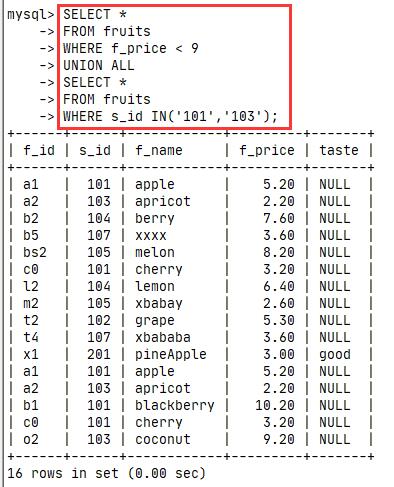 mysql> SELECT *
    -> FROM fruits
    -> WHERE f_price < 9
    -> UNION ALL
    -> SELECT *
    -> FROM fruits
    -> WHERE s_id IN('101','103');
+------+------+------------+---------+-------+
| f_id | s_id | f_name     | f_price | taste |
+------+------+------------+---------+-------+
| a1   |  101 | apple      |    5.20 | NULL  |
| a2   |  103 | apricot    |    2.20 | NULL  |
| b2   |  104 | berry      |    7.60 | NULL  |
| b5   |  107 | xxxx       |    3.60 | NULL  |
| bs2  |  105 | melon      |    8.20 | NULL  |
| c0   |  101 | cherry     |    3.20 | NULL  |
| l2   |  104 | lemon      |    6.40 | NULL  |
| m2   |  105 | xbabay     |    2.60 | NULL  |
| t2   |  102 | grape      |    5.30 | NULL  |
| t4   |  107 | xbababa    |    3.60 | NULL  |
| x1   |  201 | pineApple  |    3.00 | good  |
| a1   |  101 | apple      |    5.20 | NULL  |
| a2   |  103 | apricot    |    2.20 | NULL  |
| b1   |  101 | blackberry |   10.20 | NULL  |
| c0   |  101 | cherry     |    3.20 | NULL  |
| o2   |  103 | coconut    |    9.20 | NULL  |
+------+------+------------+---------+-------+
16 rows in set (0.00 sec)